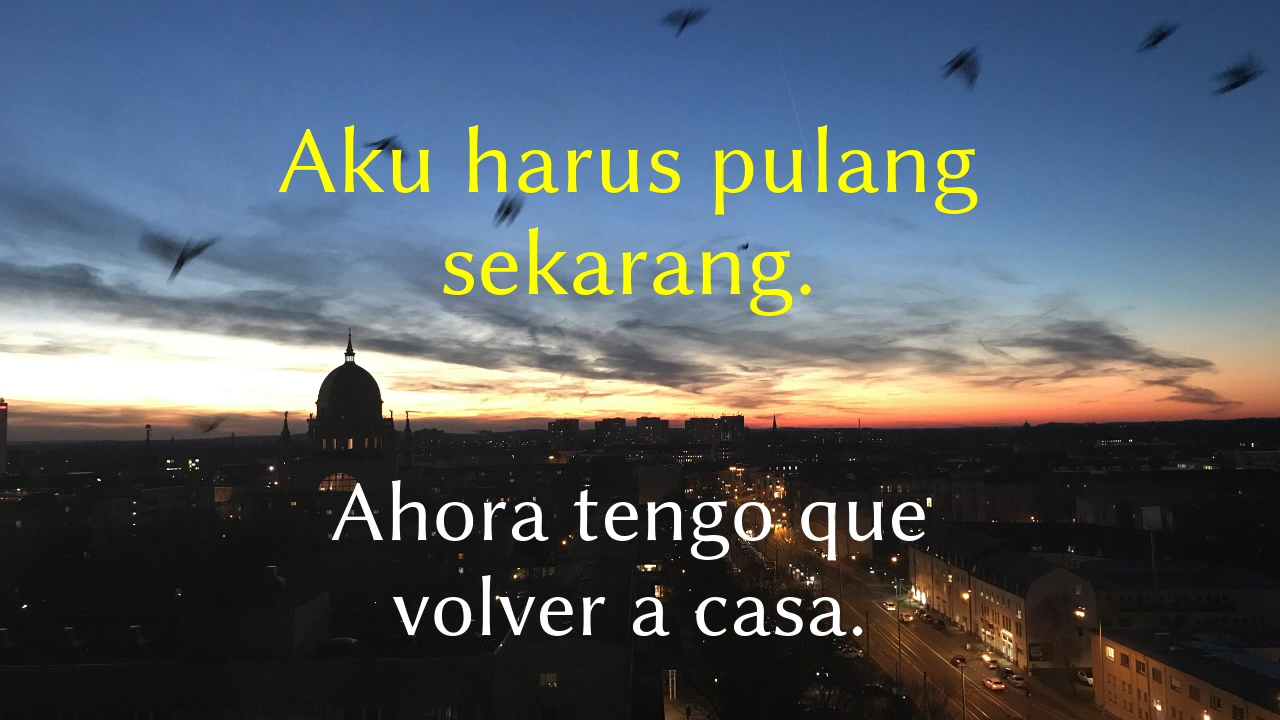 Aku harus pulang
sekarang.
Ahora tengo que
volver a casa.